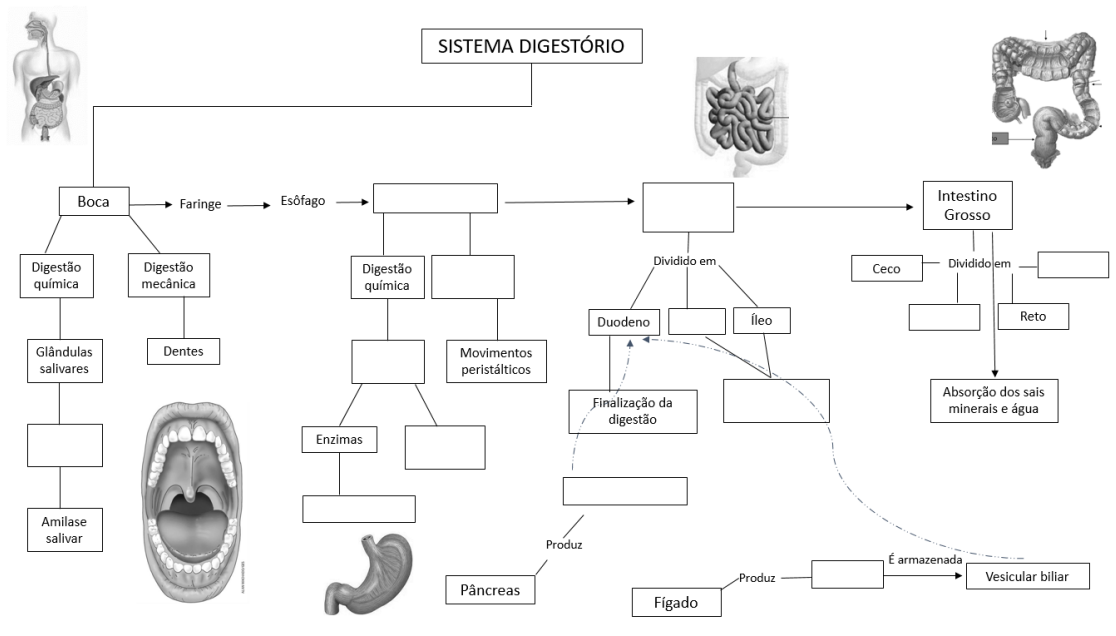 SISTEMA DIGESTÓRIO
Boca
Faringe
Esôfago
Intestino
Grosso
Digestão
química
Digestão
mecânica
Digestão
química
Dividido em
Ceco
Dividido em
Duodeno
Íleo
Reto
Glândulas
salivares
Dentes
Movimentos
peristálticos
Finalização da
digestão
Absorção dos sais
minerais e água
Enzimas
Amilase
salivar
Produz
Pâncreas
Fígado
Produz
É armazenada
Vesicular biliar